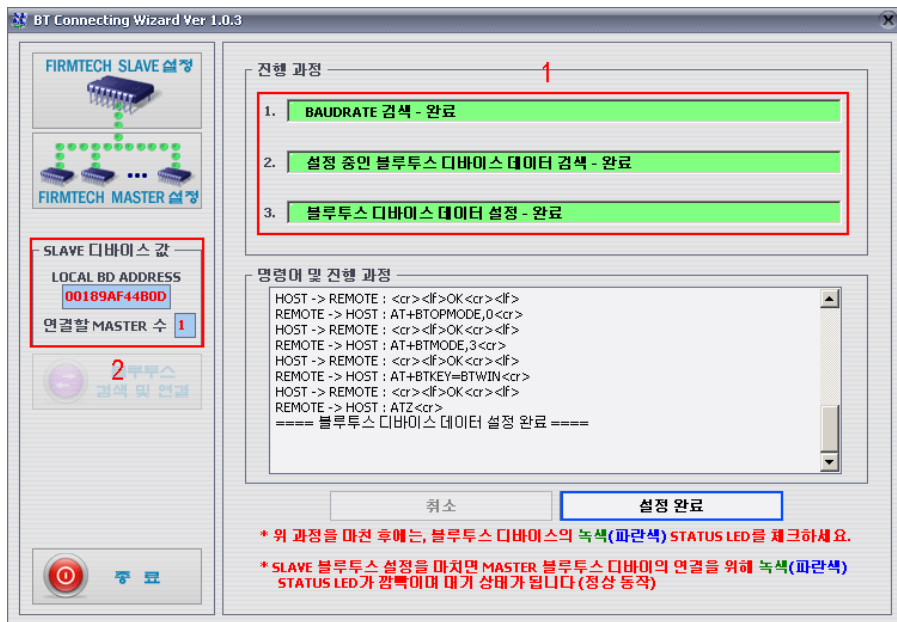 BT Connecting Wizard Ver 1.0.3
FIRMTECH SLAVE 설정
FIRMTECH MASTER 설정
SLAVE 디바이스 값
LOCAL BD ADDRESS
00189AF44B0D
연결할 MASTER 수 1
2
블루투스
검색 및 연결
종 료
진행 과정
1
1. BAUDRATE 검색 - 완료
2. 설정 중인 블루투스 디바이스 데이터 검색 - 완료
3. 블루투스 디바이스 데이터 설정 - 완료
명령어 및 진행 과정
HOST -> REMOTE : <cr><lf>OK<cr><lf>
REMOTE -> HOST : AT+BTOPMODE,0<cr>
HOST -> REMOTE : <cr><lf>OK<cr><lf>
REMOTE -> HOST : AT+BTMODE,3<cr>
HOST -> REMOTE : <cr><lf>OK<cr><lf>
REMOTE -> HOST : AT+BTKEY=BTWIN<cr>
HOST -> REMOTE : <cr><lf>OK<cr><lf>
REMOTE -> HOST : ATZ<cr>
==== 블루투스 디바이스 데이터 설정 완료 ====
취소
설정 완료
* 위 과정을 마친 후에는, 블루투스 디바이스의 녹색(파란색) STATUS LED를 체크하세요.
* SLAVE 블루투스 설정을 마치면 MASTER 블루투스 디바이의 연결을 위해 녹색(파란색)
STATUS LED가 깜빡이며 대기 상태가 됩니다 (정상 동작)